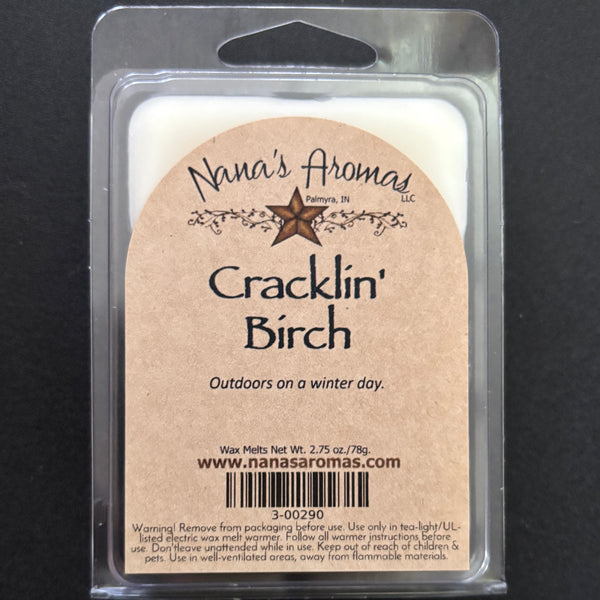 Nana's Aromas
LLC
Palmyra, IN
Cracklin'
Birch
Outdoors on a winter day.
Wax Melts Net Wt. 2.75 oz./78g.
www.nanasaromas.com
3-00290
Warning! Remove from packaging before use. Use only in tea-light/UL-
listed electric wax melt warmer. Follow all warmer instructions before
use. Don't leave unattended while in use. Keep out of reach of children &
pets. Use in well-ventilated areas, away from flammable materials.